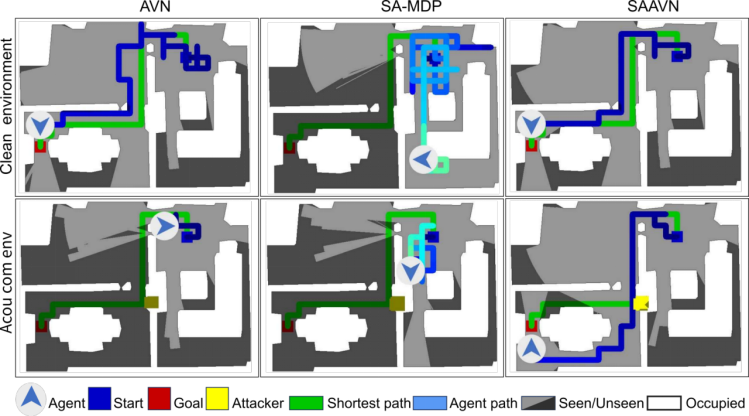 AVN SA-MDP SAAVN
Clean environment
Acou com env
Agent Start Goal Attacker Shortest path Agent path Seen/Unseen Occupied